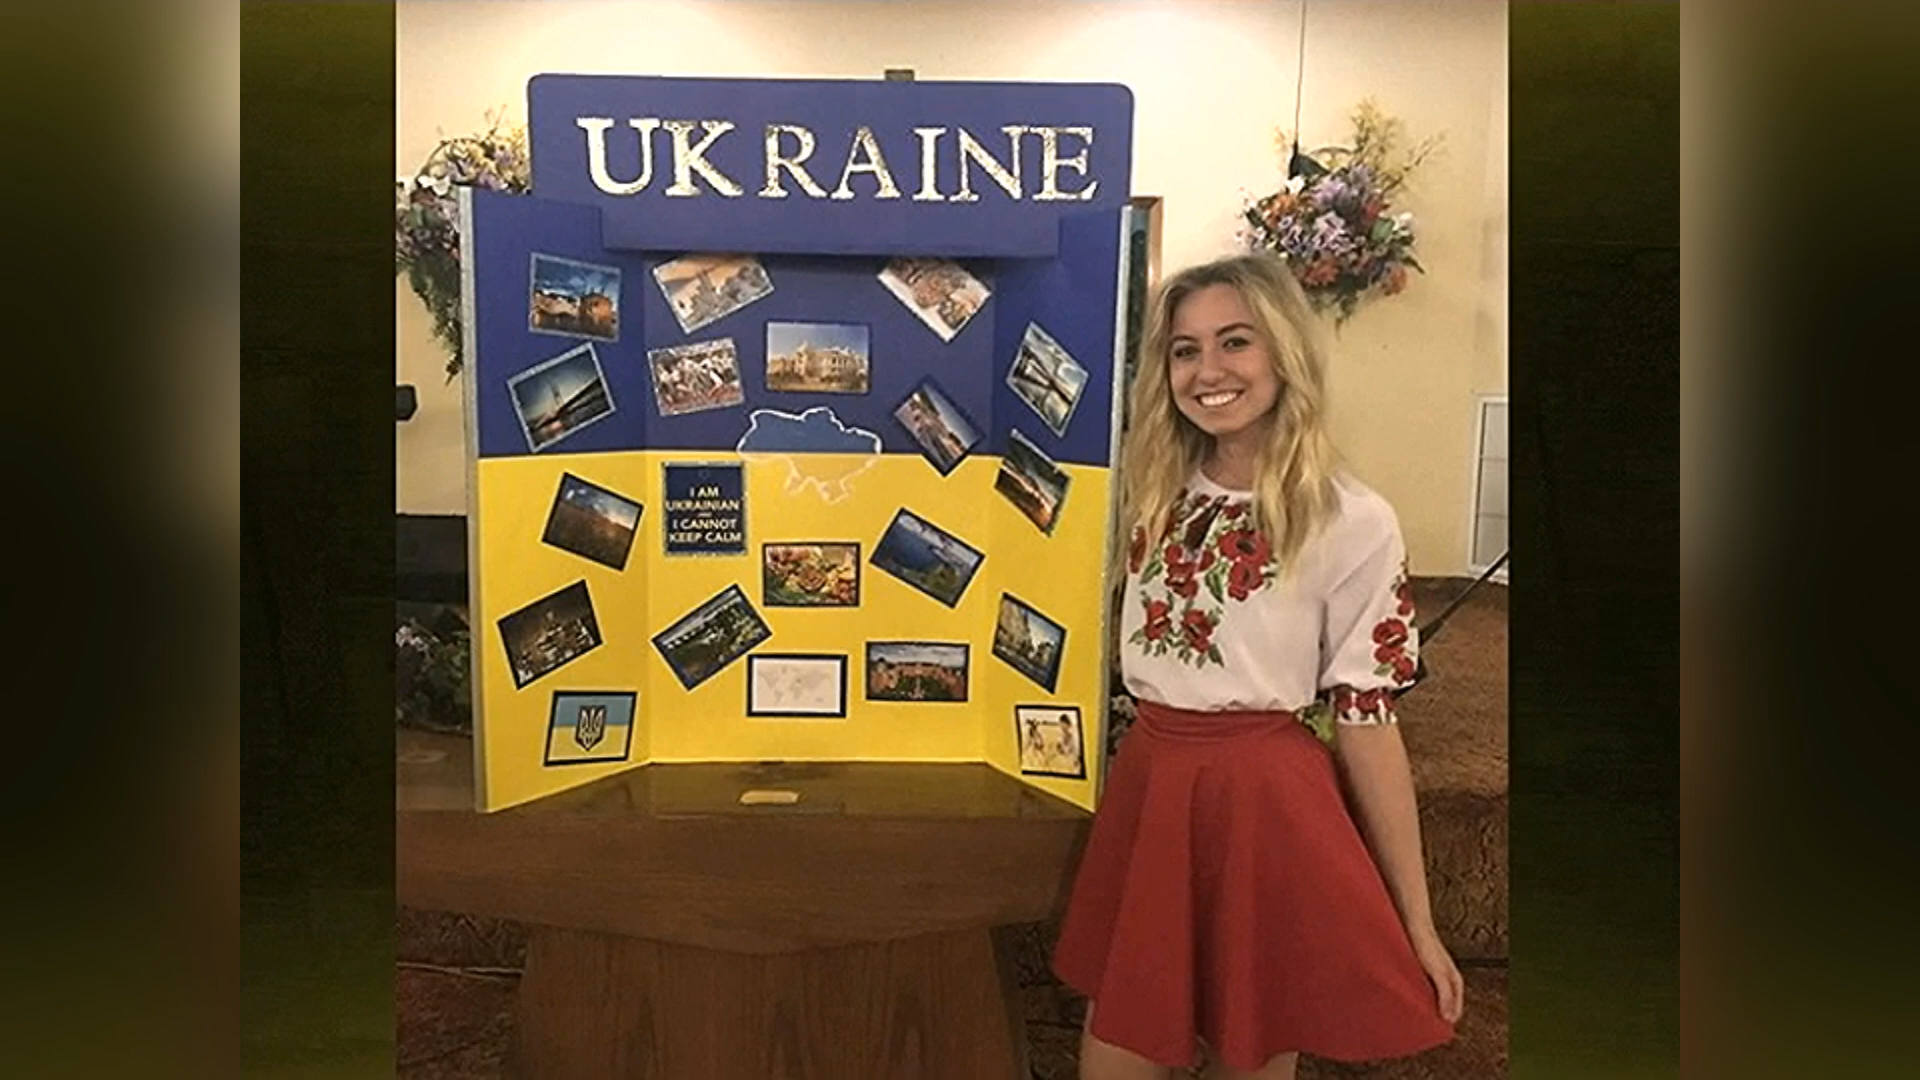 UKRAINE
I AM
UKRAINIAN
I CANNOT
KEEP CALM